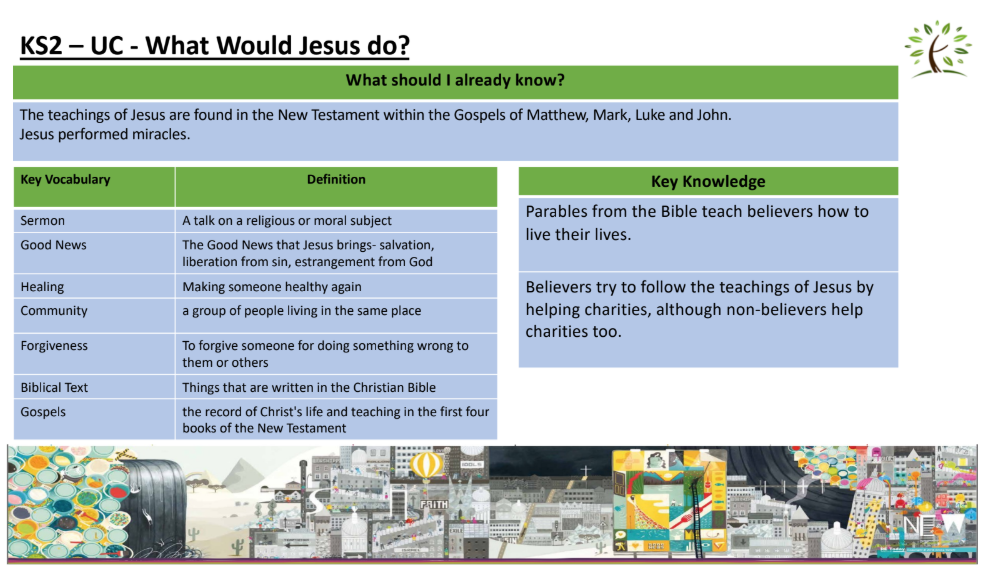 KS2 – UC - What Would Jesus do?
What should I already know?
The teachings of Jesus are found in the New Testament within the Gospels of Matthew, Mark, Luke and John.
Jesus performed miracles.
Key Vocabulary
Definition
Sermon
A talk on a religious or moral subject
Good News
The Good News that Jesus brings- salvation,
liberation from sin, estrangement from God
Healing
Making someone healthy again
Community
a group of people living in the same place
Forgiveness
To forgive someone for doing something wrong to
them or others
Biblical Text
Things that are written in the Christian Bible
Gospels
the record of Christ's life and teaching in the first four
books of the New Testament
Key Knowledge
Parables from the Bible teach believers how to
live their lives.
Believers try to follow the teachings of Jesus by
helping charities, although non-believers help
charities too.
FAITH
NEW